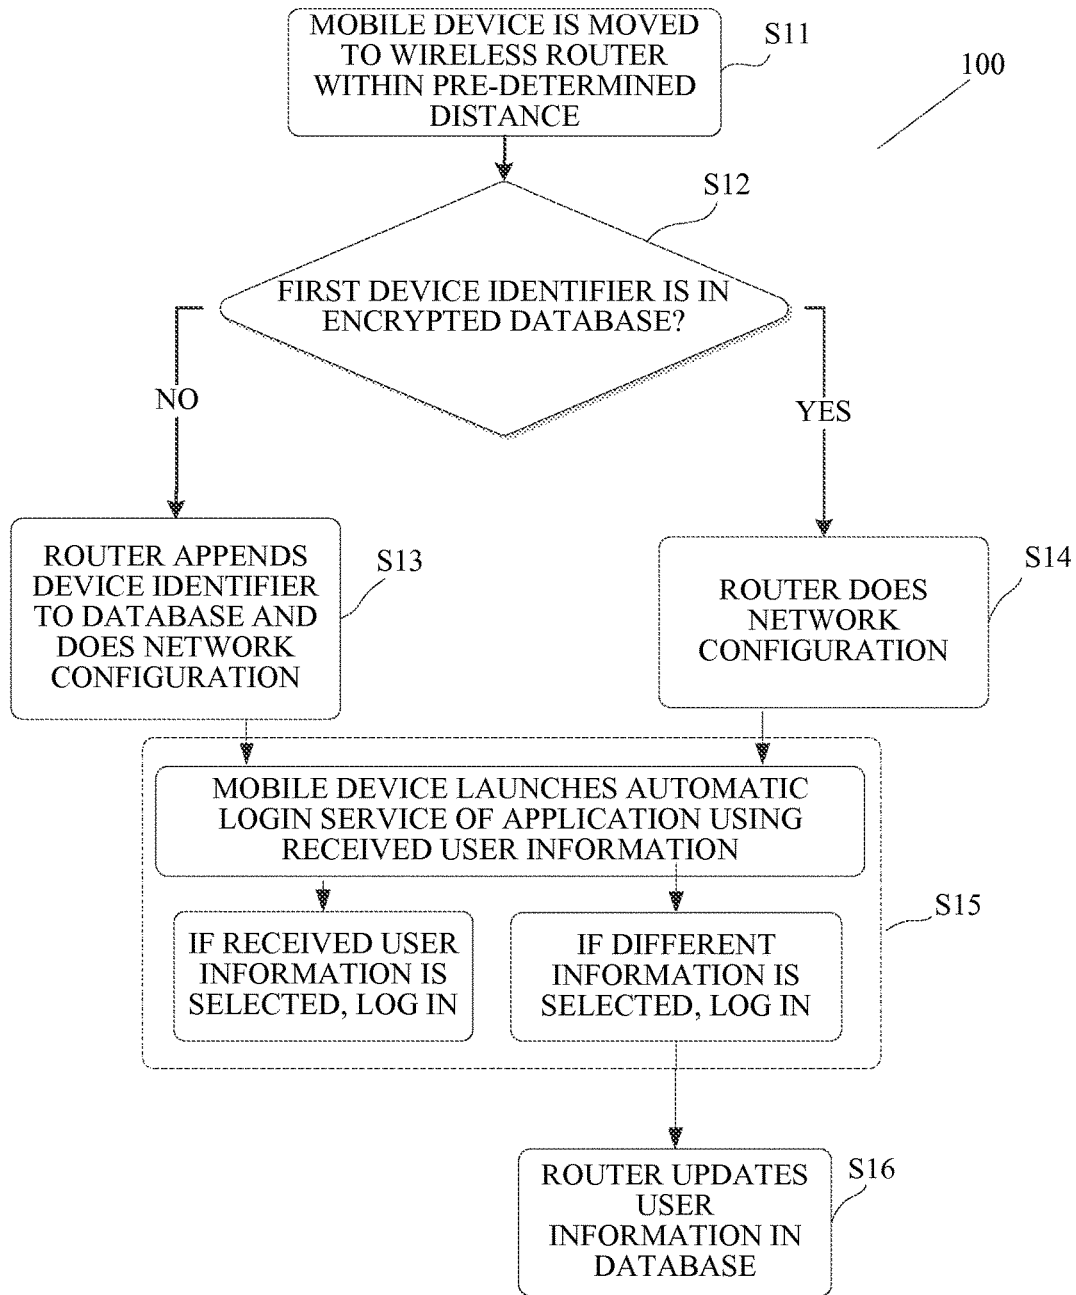 MOBILE DEVICE IS MOVED
TO WIRELESS ROUTER
WITHIN PRE-DETERMINED
DISTANCE
S11
100
S12
FIRST DEVICE IDENTIFIER IS IN
ENCRYPTED DATABASE?
NO
YES
ROUTER APPENDS
DEVICE IDENTIFIER
TO DATABASE AND
DOES NETWORK
CONFIGURATION
S13
ROUTER DOES
NETWORK
CONFIGURATION
S14
MOBILE DEVICE LAUNCHES AUTOMATIC
LOGIN SERVICE OF APPLICATION USING
RECEIVED USER INFORMATION
IF RECEIVED USER
INFORMATION IS
SELECTED, LOG IN
IF DIFFERENT
INFORMATION IS
SELECTED, LOG IN
S15
ROUTER UPDATES
USER
INFORMATION IN
DATABASE
S16